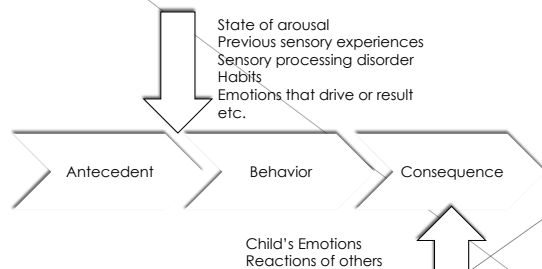 State of arousal
Previous sensory experiences
Sensory processing disorder
Habits
Emotions that drive or result
etc.
Antecedent
Behavior
Consequence
Child’s Emotions
Reactions of others